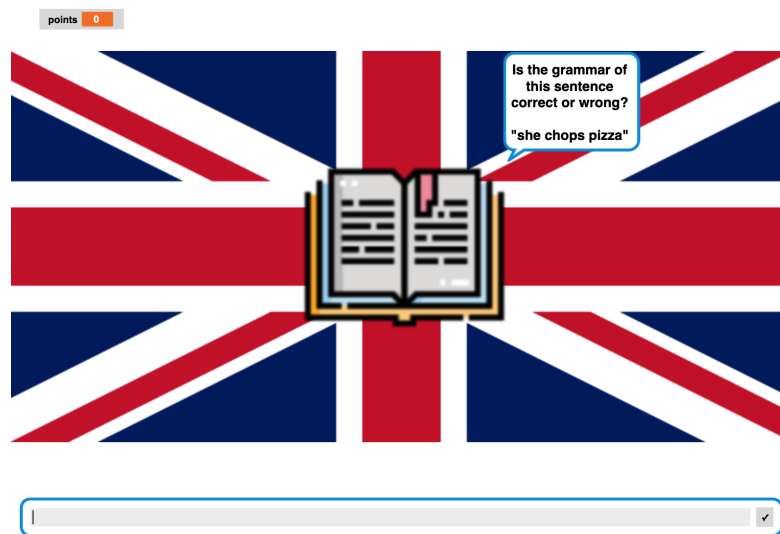 points 0
Is the grammar of
this sentence
correct or wrong?
"she chops pizza"